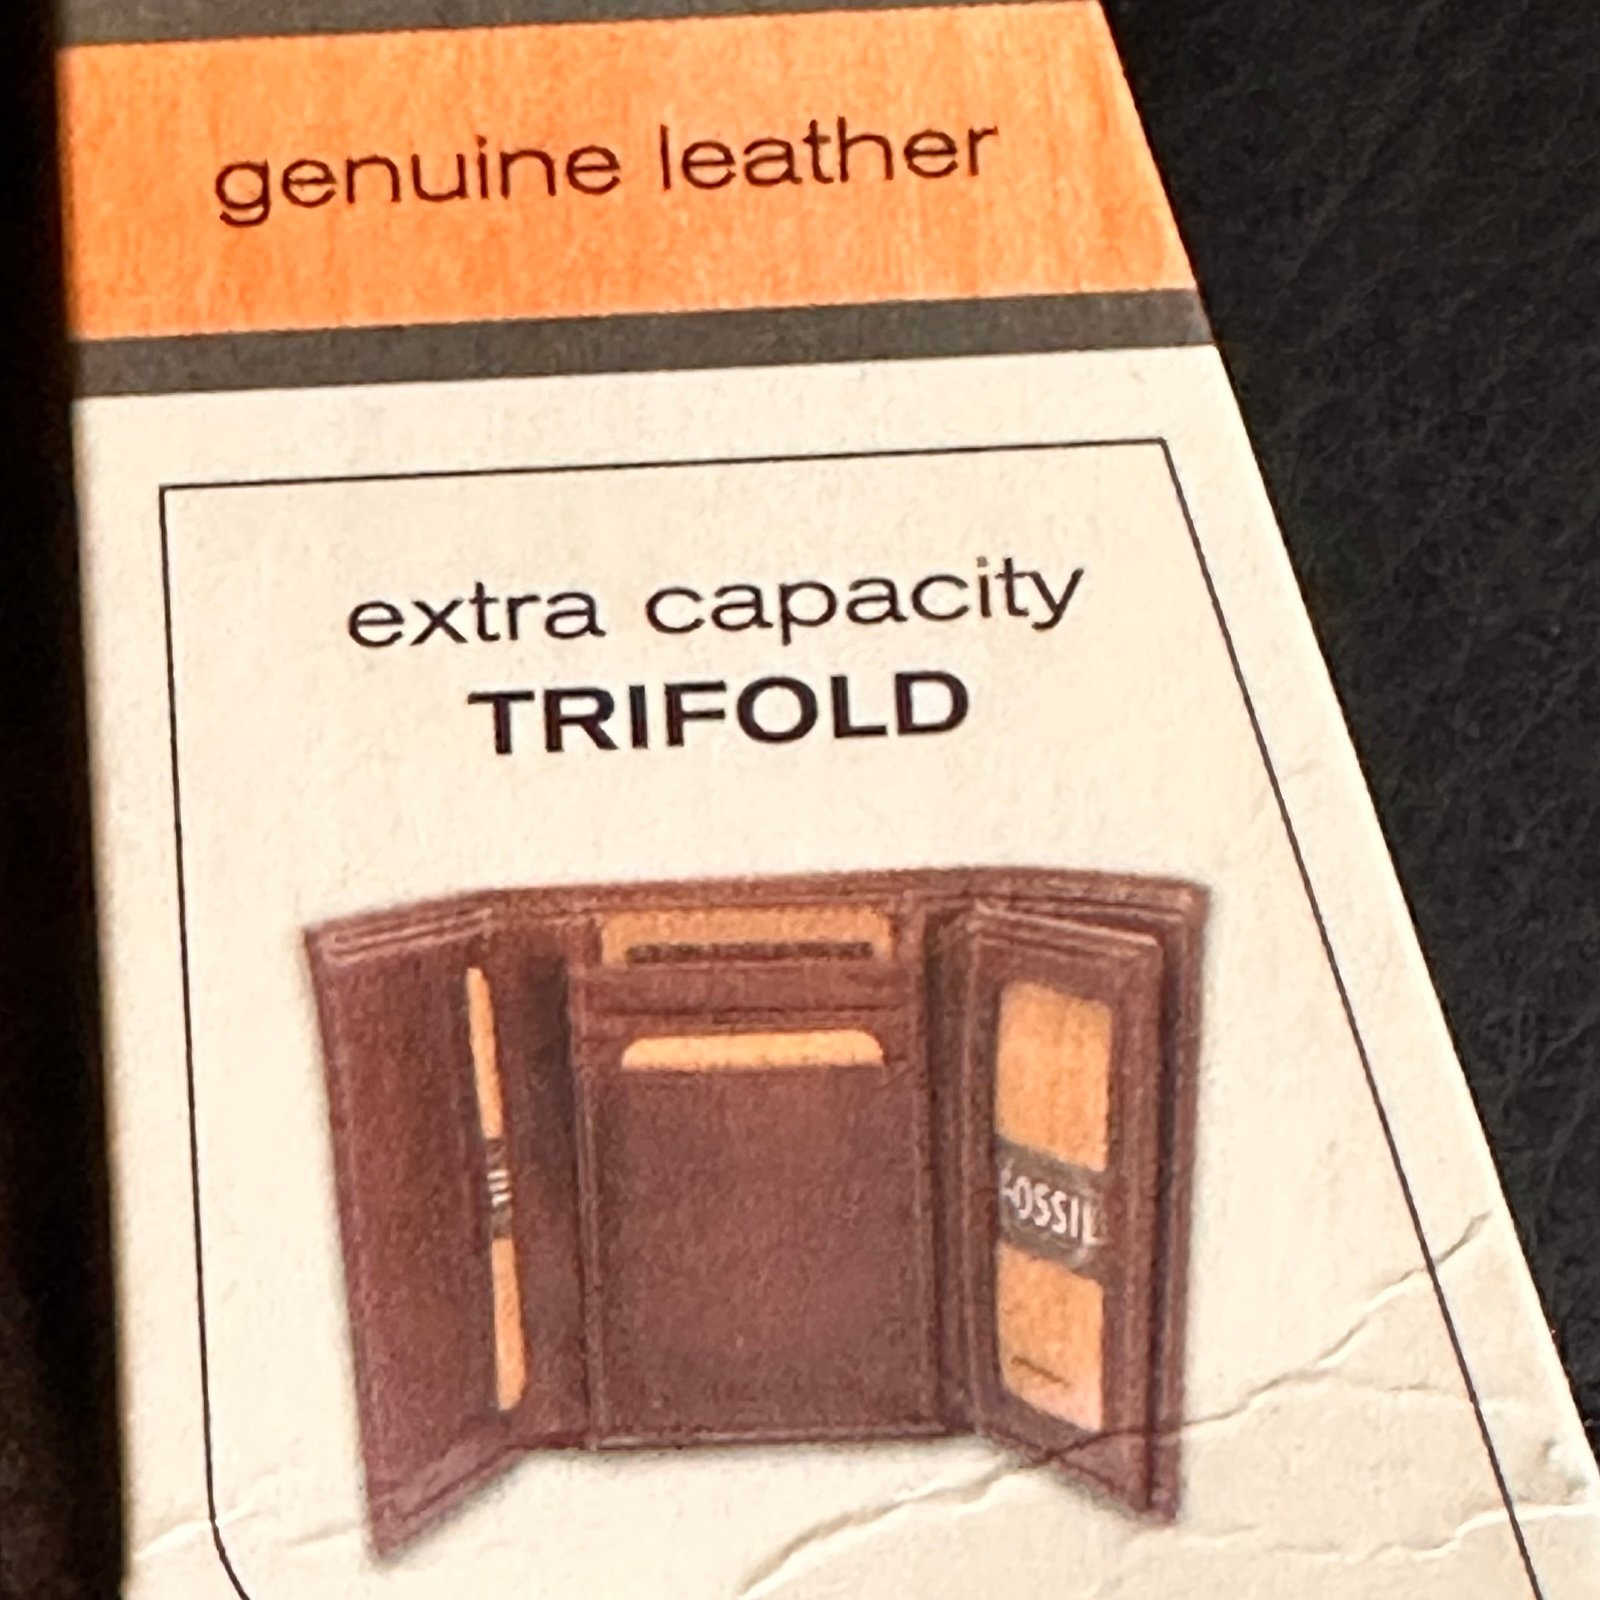 genuine leather
extra capacity
TRIFOLD
FOSSIL